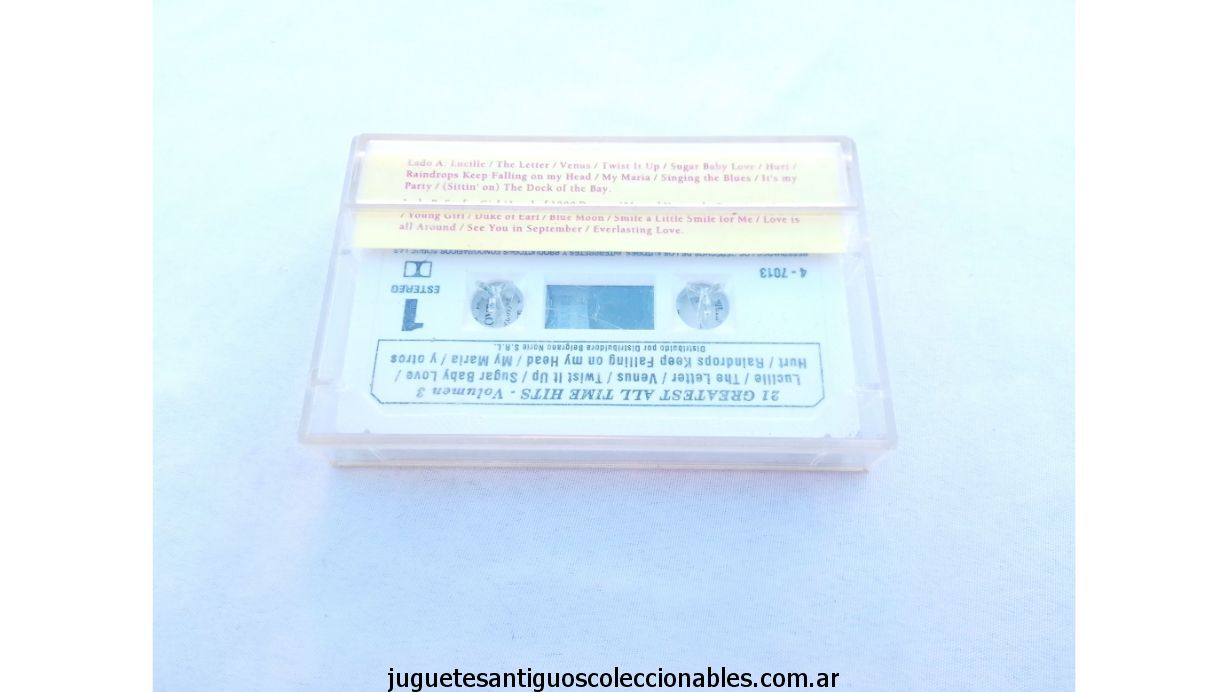 Lado A: Lucille / The Letter / Venus / Twist It Up / Sugar Baby Love / Hurt /
Raindrops Keep Falling on my Head / My Maria / Singing the Blues / It's my
Party / (Sittin' on) The Dock of the Bay.
/ Young Girl / Duke of Earl / Blue Moon / Smile a Little Smile for Me / Love is
all Around / See You in September / Everlasting Love.
21 GREATEST ALL TIME HITS - Volumen 3
Lucille / The Letter / Venus / Twist It Up / Sugar Baby Love /
Hurt / Raindrops Keep Falling on my Head / My Maria / y otros
Distribuido por Distribuidora Belgrano Norte S.R.L.
1
ESTEREO
4 - 7013
juguetesantiguoscoleccionables.com.ar